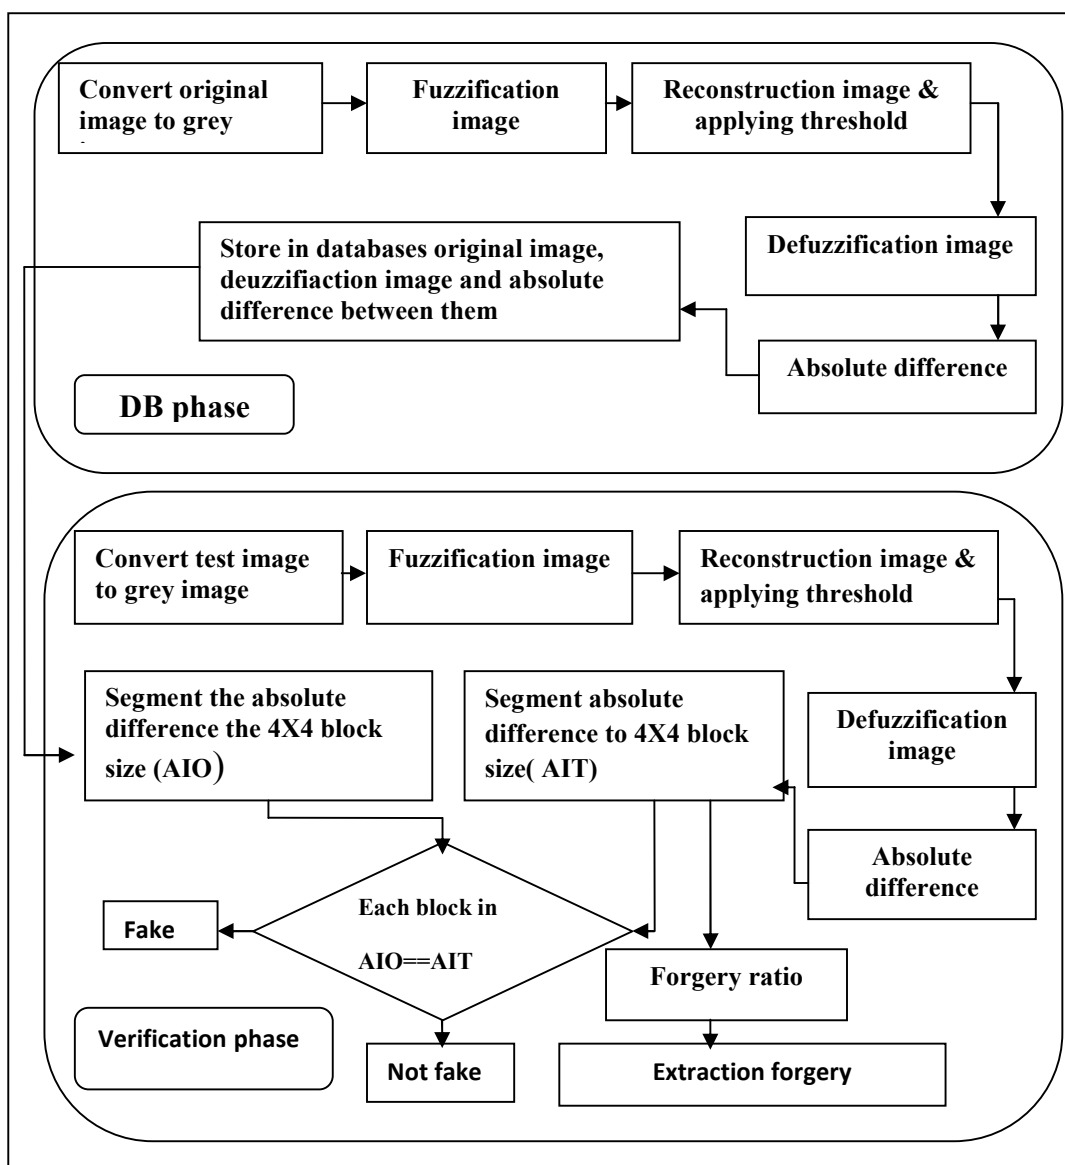 Convert original
image to grey
Fuzzification
image
Reconstruction image &
applying threshold
Defuzzification image
Absolute difference
Store in databases original image,
deuzzifiaction image and absolute
difference between them
DB phase
Convert test image
to grey image
Fuzzification image
Reconstruction image &
applying threshold
Defuzzification
image
Absolute
difference
Segment absolute
difference to 4X4 block
size( AIT)
Segment the absolute
difference the 4X4 block
size (AIO)
Each block in
AIO==AIT
Fake
Not fake
Forgery ratio
Extraction forgery
Verification phase